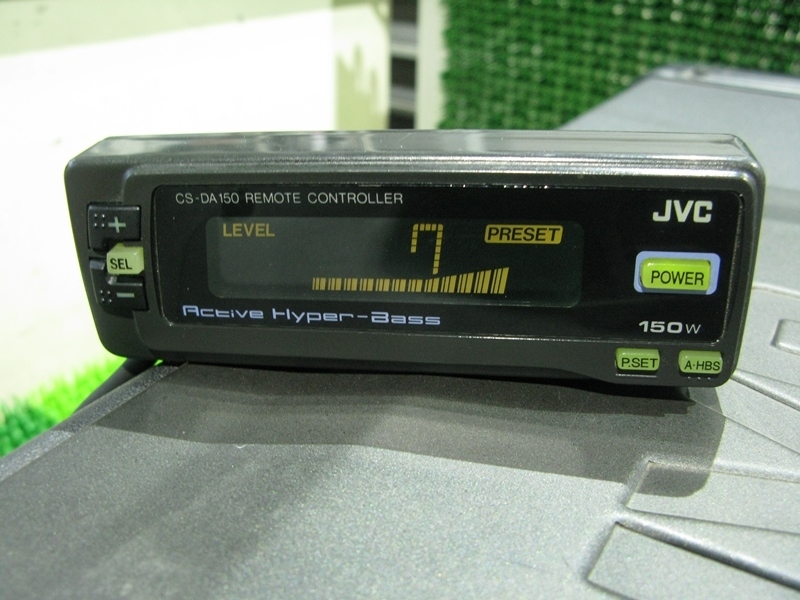 CS-DA150 REMOTE CONTROLLER
JVC
+
SEL
-
LEVEL
7
PRESET
POWER
Active Hyper-Bass
150W
P.SET
A·HBS